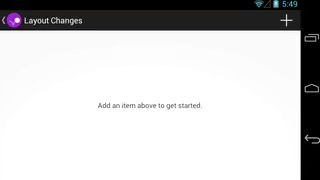 5:49
Layout Changes
Add an item above to get started.